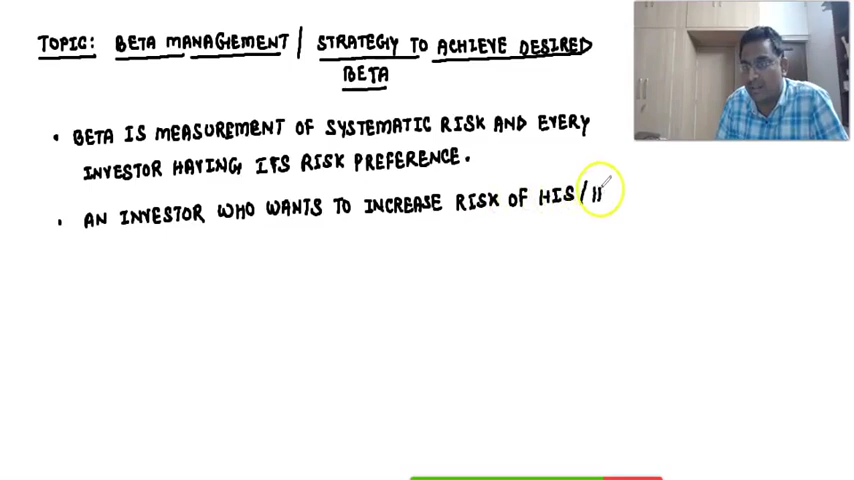 TOPIC: BETA MANAGEMENT / STRATEGY TO ACHIEVE DESIRED
BETA
• BETA IS MEASUREMENT OF SYSTEMATIC RISK AND EVERY
INVESTOR HAVING ITS RISK PREFERENCE.
• AN INVESTOR WHO WANTS TO INCREASE RISK OF HIS /